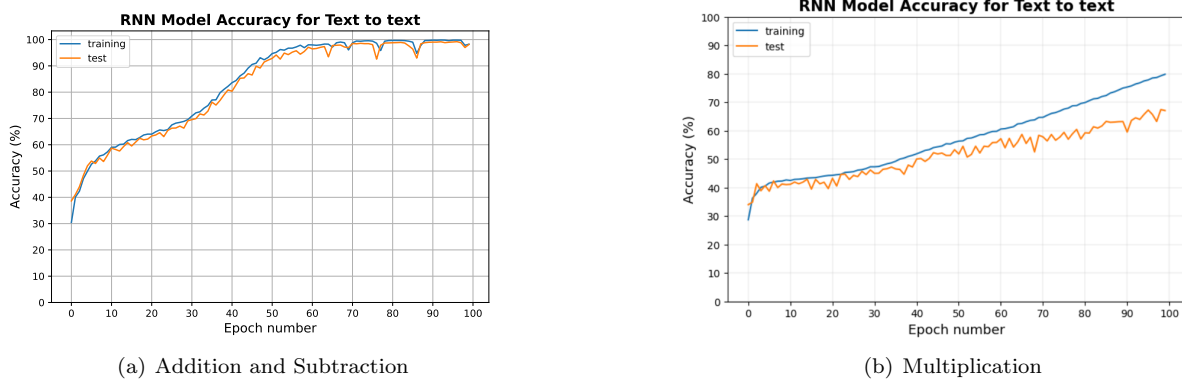 RNN Model Accuracy for Text to text
100
90
80
70
60
50
40
30
20
10
0
Accuracy (%)
training
test
0 10 20 30 40 50 60 70 80 90 100
Epoch number
(a) Addition and Subtraction
RNN Model Accuracy for Text to text
100
90
80
70
60
50
40
30
20
10
0
Accuracy (%)
training
test
0 10 20 30 40 50 60 70 80 90 100
Epoch number
(b) Multiplication